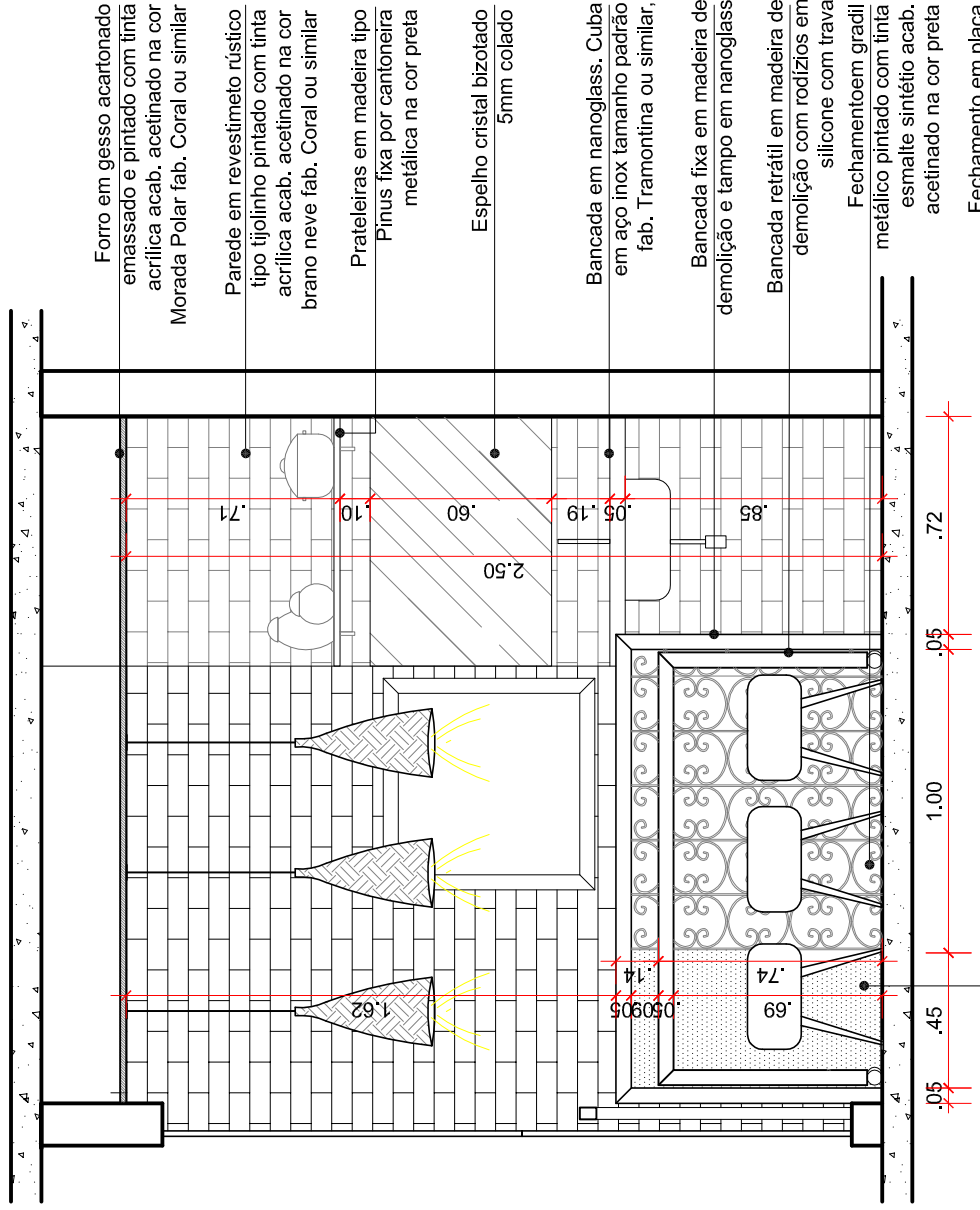 Forro em gesso acartonado
emassado e pintado com tinta
acrílica acab. acetinado na cor
Morada Polar fab. Coral ou similar
Parede em revestimeto rústico
tipo tijolinho pintado com tinta
acrílica acab. acetinado na cor
brano neve fab. Coral ou similar
Prateleiras em madeira tipo
Pinus fixa por cantoneira
metálica na cor preta
Espelho cristal bizotado
5mm colado
Bancada em nanoglass. Cuba
em aço inox tamanho padrão
fab. Tramontina ou similar,
Bancada fixa em madeira de
demolição e tampo em nanoglass
Bancada retrátil em madeira de
demolição com rodízios em
silicone com trava
Fechamentoem gradil
metálico pintado com tinta
esmalte sintétio acab.
acetinado na cor preta
Fechamento em placa
.71
.10
.60
.19
.05
.85
2.50
1.62
.14
.74
.05
.09
.05
.69
.05
.45
1.00
.05
.72